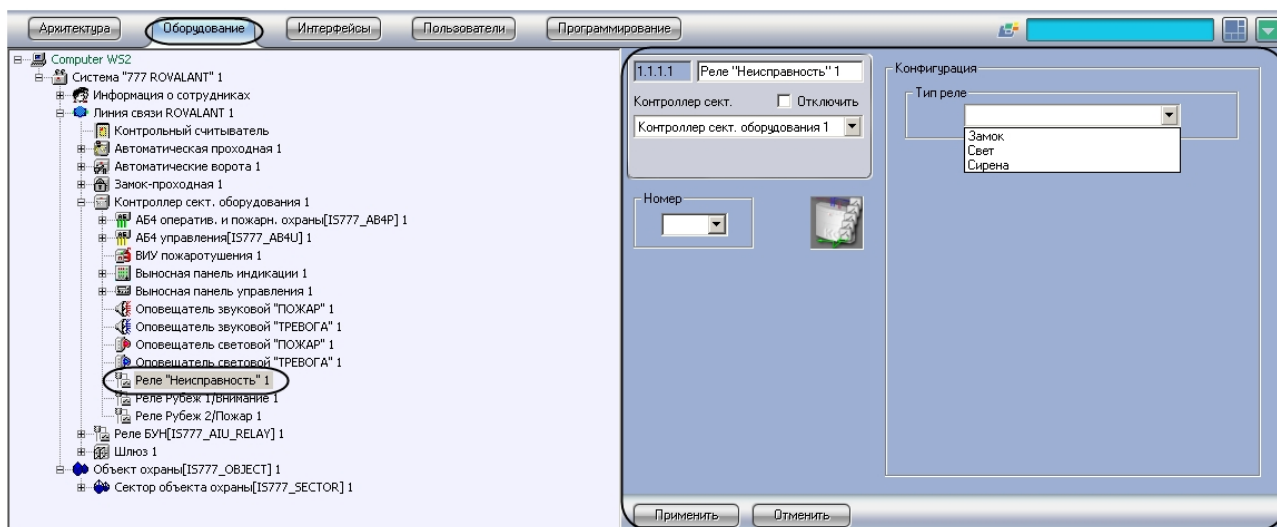 Архитектура Оборудование Интерфейсы Пользователи Программирование
Computer WS2
Система "777 ROVALANT" 1
Информация о сотрудниках
Линия связи ROVALANT 1
Контрольный считыватель
Автоматическая проходная 1
Автоматические ворота 1
Замок-проходная 1
Контроллер сект. оборудования 1
АБ4 оператив. и пожарн. охраны[IS777_AB4P] 1
АБ4 управления[IS777_AB4U] 1
ВИУ пожаротушения 1
Выносная панель индикации 1
Выносная панель управления 1
Оповещатель звуковой "ПОЖАР" 1
Оповещатель звуковой "ТРЕВОГА" 1
Оповещатель световой "ПОЖАР" 1
Оповещатель световой "ТРЕВОГА" 1
Реле "Неисправность" 1
Реле Рубеж 1/Внимание 1
Реле Рубеж 2/Пожар 1
Реле БУН[IS777_AIU_RELAY] 1
Шлюз 1
Объект охраны[IS777_OBJECT] 1
Сектор объекта охраны[IS777_SECTOR] 1
1.1.1.1 Реле "Неисправность" 1
Контроллер сект. Отключить
Контроллер сект. оборудования 1
Номер
Конфигурация
Тип реле
Замок
Свет
Сирена
Применить Отменить